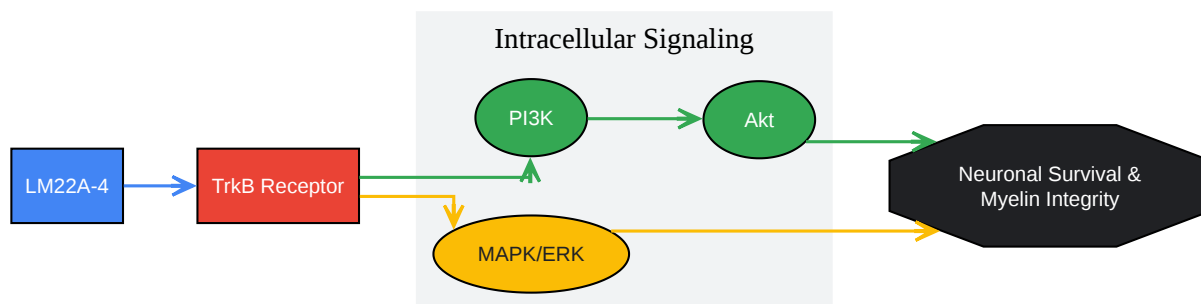 Intracellular Signaling
PI3K
Akt
LM22A-4
TrkB Receptor
Neuronal Survival &
Myelin Integrity
MAPK/ERK